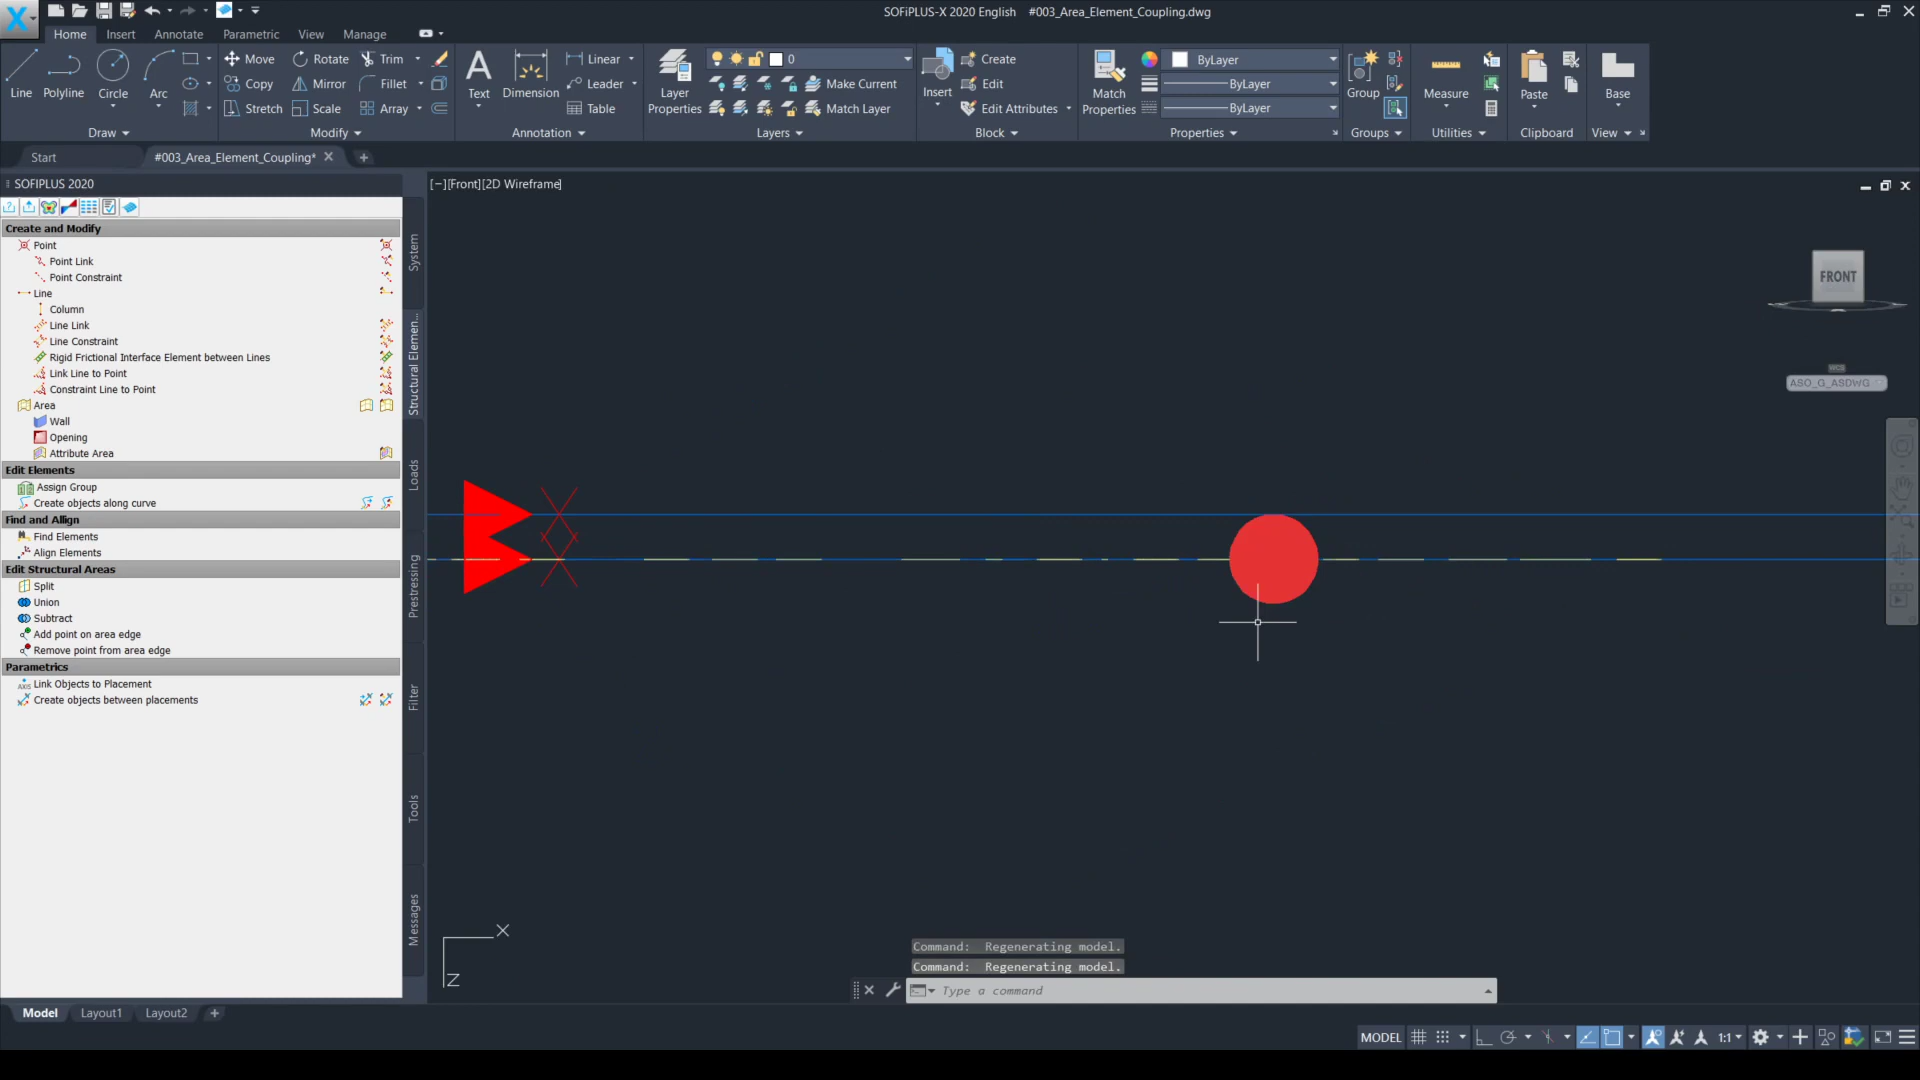 X
SOFiPLUS-X 2020 English #003_Area_Element_Coupling.dwg
Home Insert Annotate Parametric View Manage
Line Polyline Circle Arc
Move Rotate Trim
Copy Mirror Fillet
Stretch Scale Array
Text Dimension
Linear
Leader
Table
Layer
Properties
0
Make Current
Match Layer
Insert
Create
Edit
Edit Attributes
Match
Properties
ByLayer
ByLayer
ByLayer
Group
Measure
Paste
Base
Draw Modify Annotation Layers Block Properties Groups Utilities Clipboard View
Start #003_Area_Element_Coupling*
SOFIPLUS 2020
Create and Modify
Point
Point Link
Point Constraint
Line
Column
Line Link
Line Constraint
Rigid Frictional Interface Element between Lines
Link Line to Point
Constraint Line to Point
Area
Wall
Opening
Attribute Area
Edit Elements
Assign Group
Create objects along curve
Find and Allign
Find Elements
Align Elements
Edit Structural Areas
Split
Union
Subtract
Add point on area edge
Remove point from area edge
Parametrics
AXIS Link Objects to Placement
Create objects between placements
System
Structural Elemen...
Loads
Prestressing
Filter
Tools
Messages
[−][Front][2D Wireframe]
FRONT
WCS
ASO_G_ASDWG
X
Z
Command: Regenerating model.
Command: Regenerating model.
Type a command
Model Layout1 Layout2
MODEL 1:1